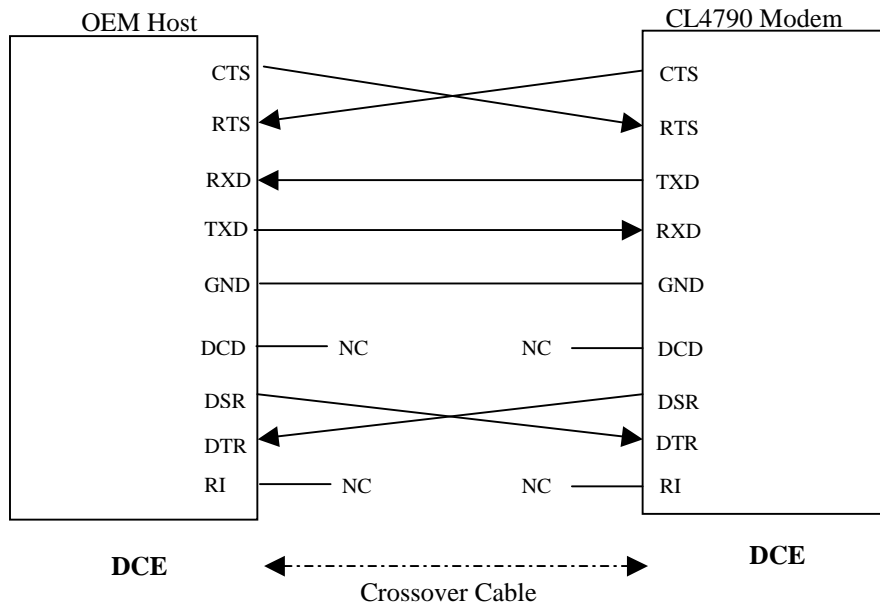 OEM Host
CL4790 Modem
CTS
CTS
RTS
RTS
RXD
TXD
TXD
RXD
GND
GND
DCD
NC
NC
DCD
DSR
DSR
DTR
DTR
RI
NC
NC
RI
DCE
DCE
Crossover Cable